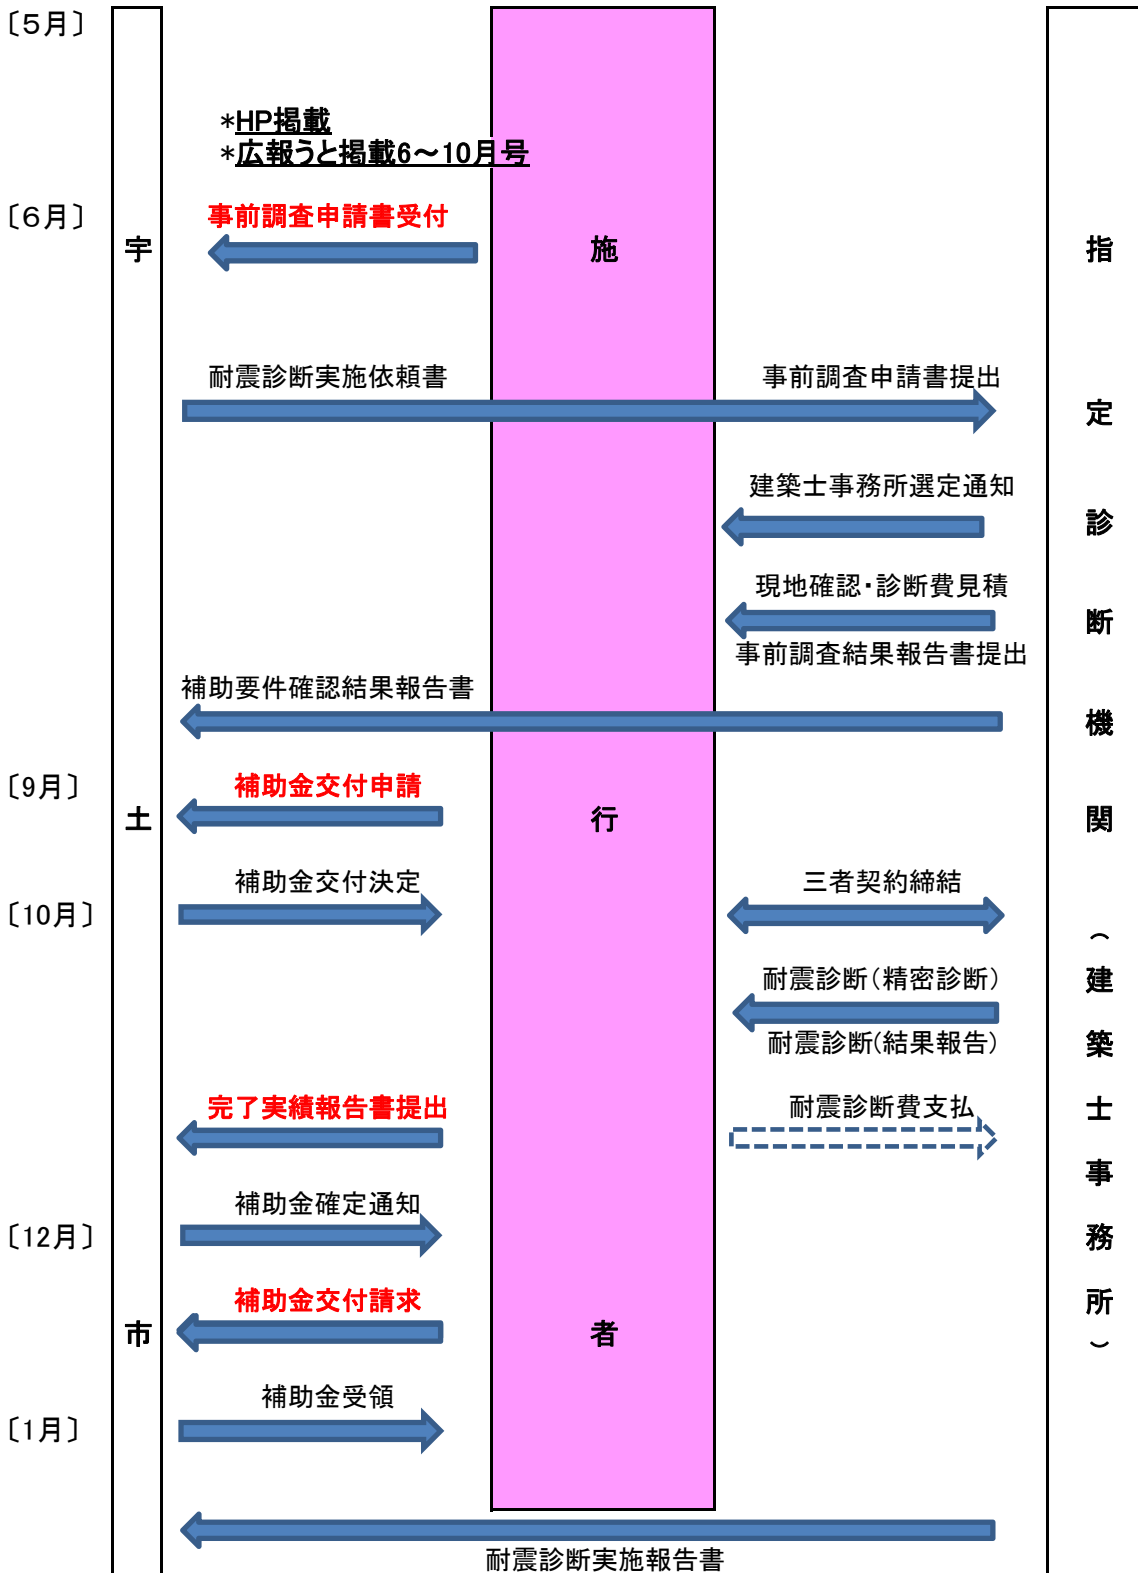 〔5月〕
*HP掲載
*広報うと掲載6～10月号
〔6月〕
事前調査申請書受付
耐震診断実施依頼書
事前調査申請書提出
建築士事務所選定通知
現地確認・診断費見積
事前調査結果報告書提出
補助要件確認結果報告書
〔9月〕
補助金交付申請
補助金交付決定
三者契約締結
〔10月〕
耐震診断（精密診断）
耐震診断(結果報告)
完了実績報告書提出
耐震診断費支払
補助金確定通知
〔12月〕
補助金交付請求
補助金受領
〔1月〕
耐震診断実施報告書
宇土市
施行者
指定診断機関（建築士事務所）